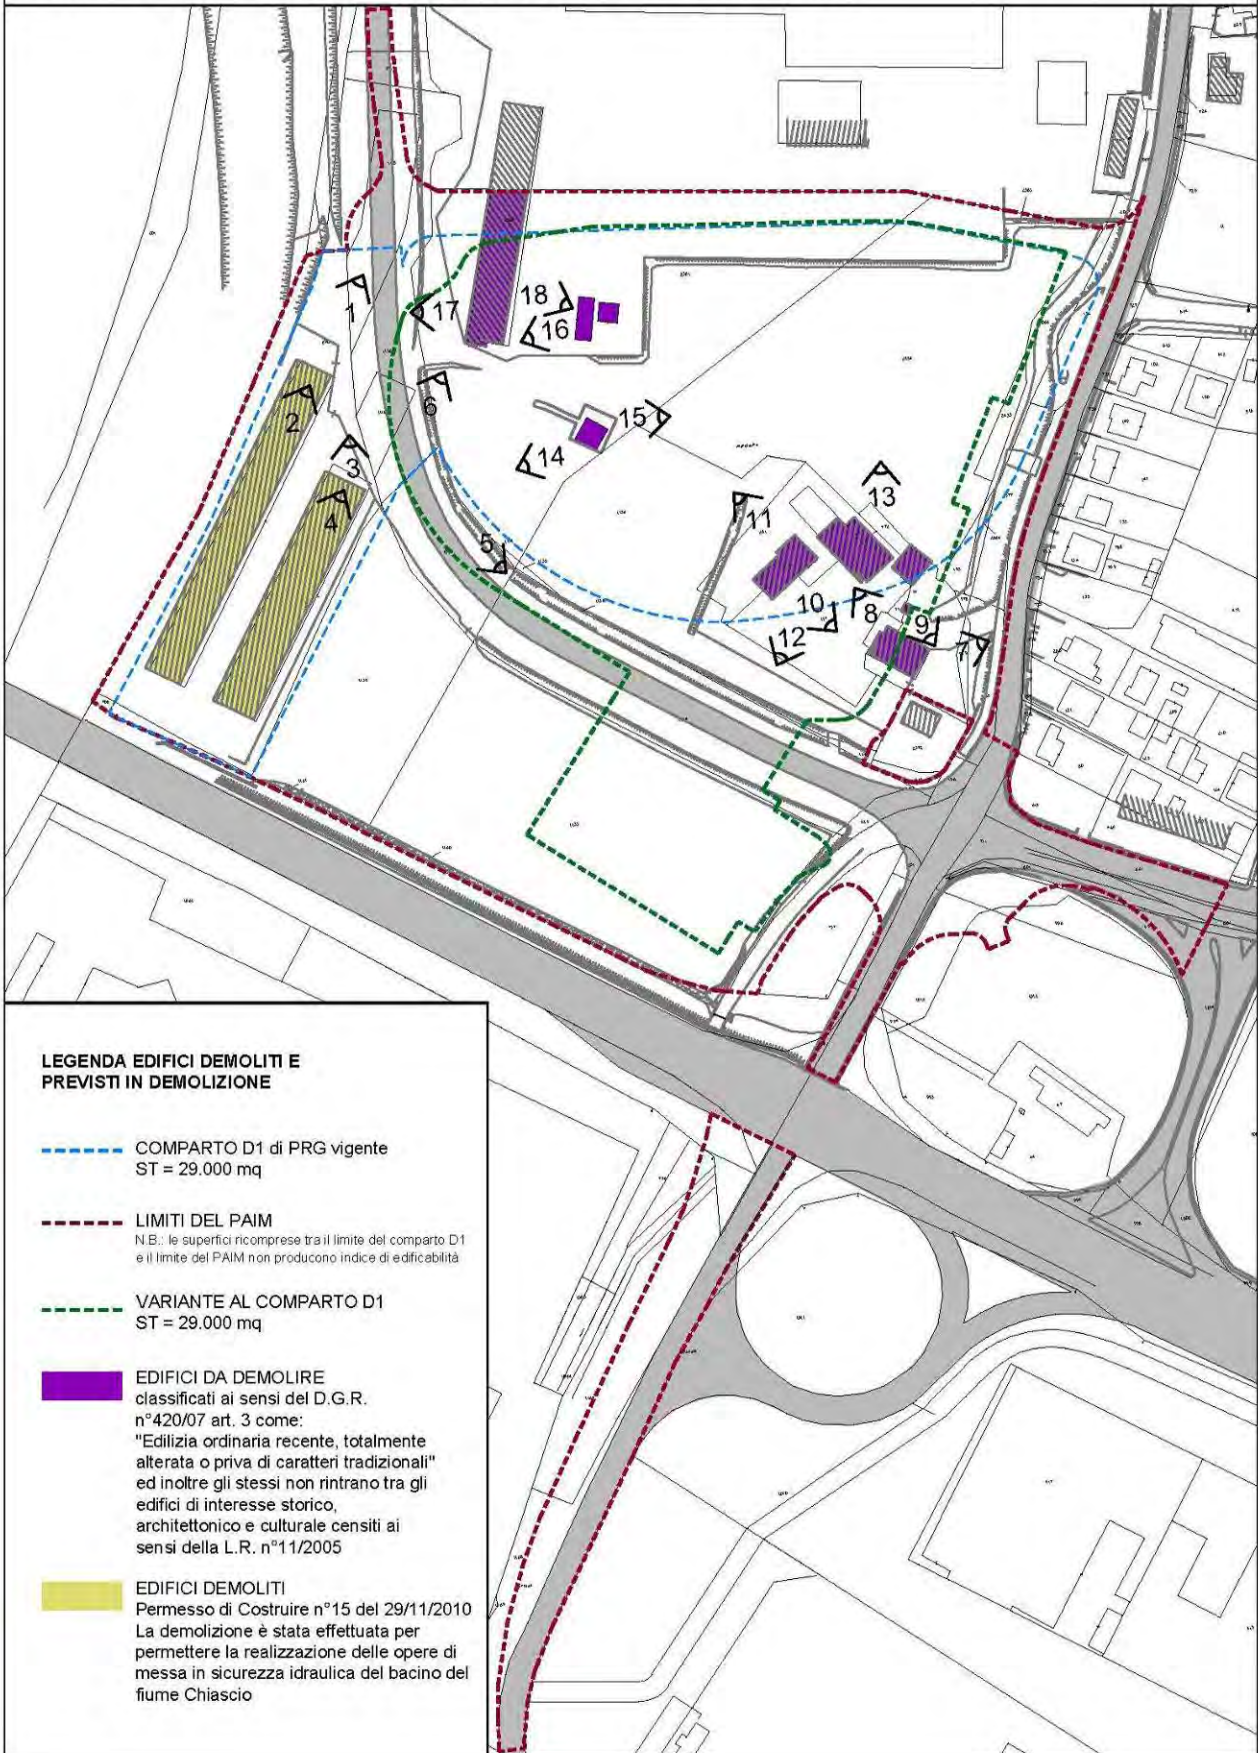 1
2
3
4
5
6
7
8
9
10
11
12
13
14
15
16
17
18
LEGENDA EDIFICI DEMOLITI E
PREVISTI IN DEMOLIZIONE
COMPARTO D1 di PRG vigente
ST = 29.000 mq
LIMITI DEL PAIM
N.B.: le superfici ricomprese tra il limite del comparto D1
e il limite del PAIM non producono indice di edificabilità
VARIANTE AL COMPARTO D1
ST = 29.000 mq
EDIFICI DA DEMOLIRE
classificati ai sensi del D.G.R.
n°420/07 art. 3 come:
"Edilizia ordinaria recente, totalmente
alterata o priva di caratteri tradizionali"
ed inoltre gli stessi non rintrano tra gli
edifici di interesse storico,
architettonico e culturale censiti ai
sensi della L.R. n°11/2005
EDIFICI DEMOLITI
Permesso di Costruire n°15 del 29/11/2010
La demolizione è stata effettuata per
permettere la realizzazione delle opere di
messa in sicurezza idraulica del bacino del
fiume Chiascio